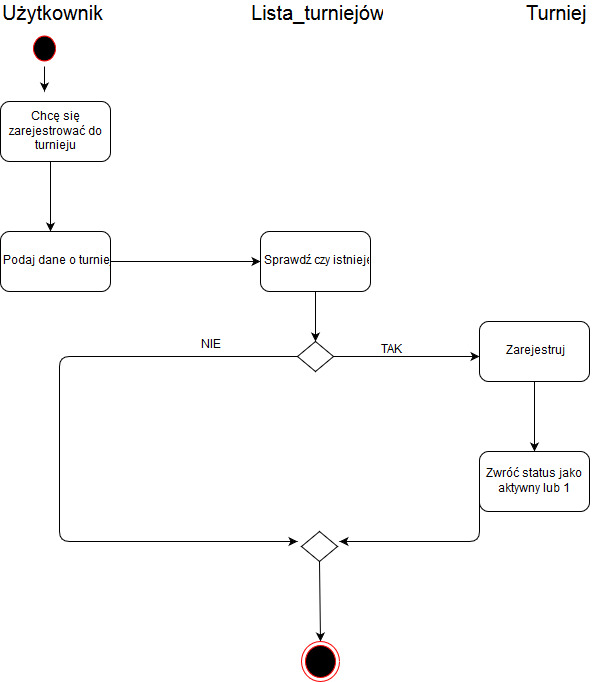 Użytkownik
Lista_turniejów
Turniej
Chcę się
zarejestrować do
turnieju
Podaj dane o turnie
Sprawdź czy istnieje
NIE
TAK
Zarejestruj
Zwróć status jako
aktywny lub 1